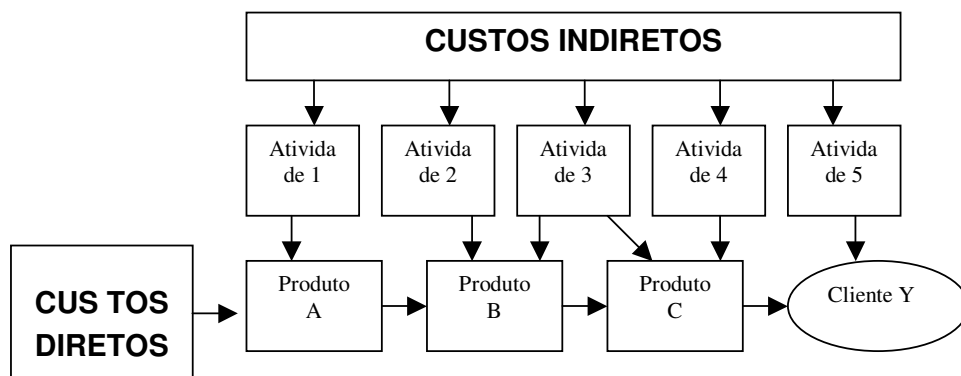 CUSTOS INDIRETOS
Ativida
de 1
Ativida
de 2
Ativida
de 3
Ativida
de 4
Ativida
de 5
CUS TOS
DIRETOS
Produto
A
Produto
B
Produto
C
Cliente Y